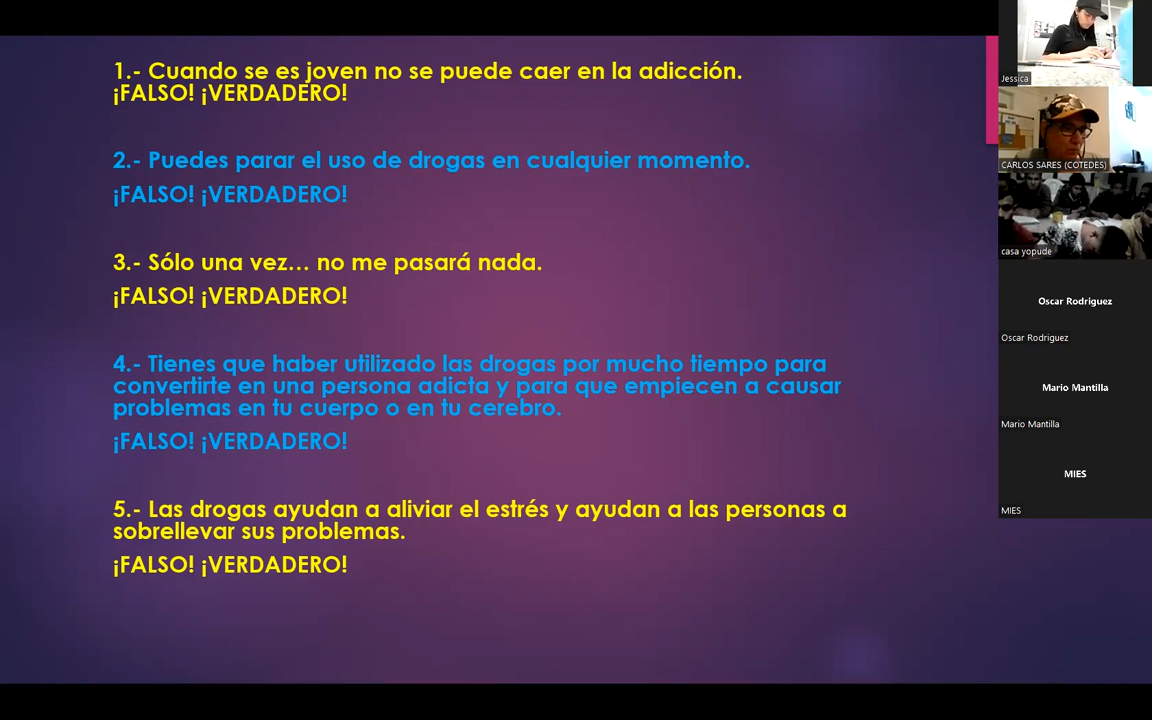 1.- Cuando se es joven no se puede caer en la adicción.
¡FALSO! ¡VERDADERO!
2.- Puedes parar el uso de drogas en cualquier momento.
¡FALSO! ¡VERDADERO!
3.- Sólo una vez… no me pasará nada.
¡FALSO! ¡VERDADERO!
4.- Tienes que haber utilizado las drogas por mucho tiempo para
convertirte en una persona adicta y para que empiecen a causar
problemas en tu cuerpo o en tu cerebro.
¡FALSO! ¡VERDADERO!
5.- Las drogas ayudan a aliviar el estrés y ayudan a las personas a
sobrellevar sus problemas.
¡FALSO! ¡VERDADERO!
Jessica
CARLOS SARES (COTEDES)
casa yopude
Oscar Rodriguez
Oscar Rodriguez
Mario Mantilla
Mario Mantilla
MIES
MIES